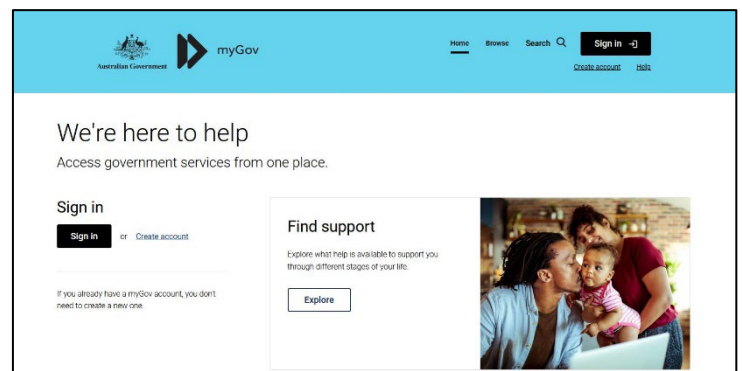 Australian Government
myGov
Home Browse Search Sign in
Create account Help
We're here to help
Access government services from one place.
Sign in
Sign in or Create account
If you already have a myGov account, you don't
need to create a new one.
Find support
Explore what help is available to support you
through different stages of your life.
Explore